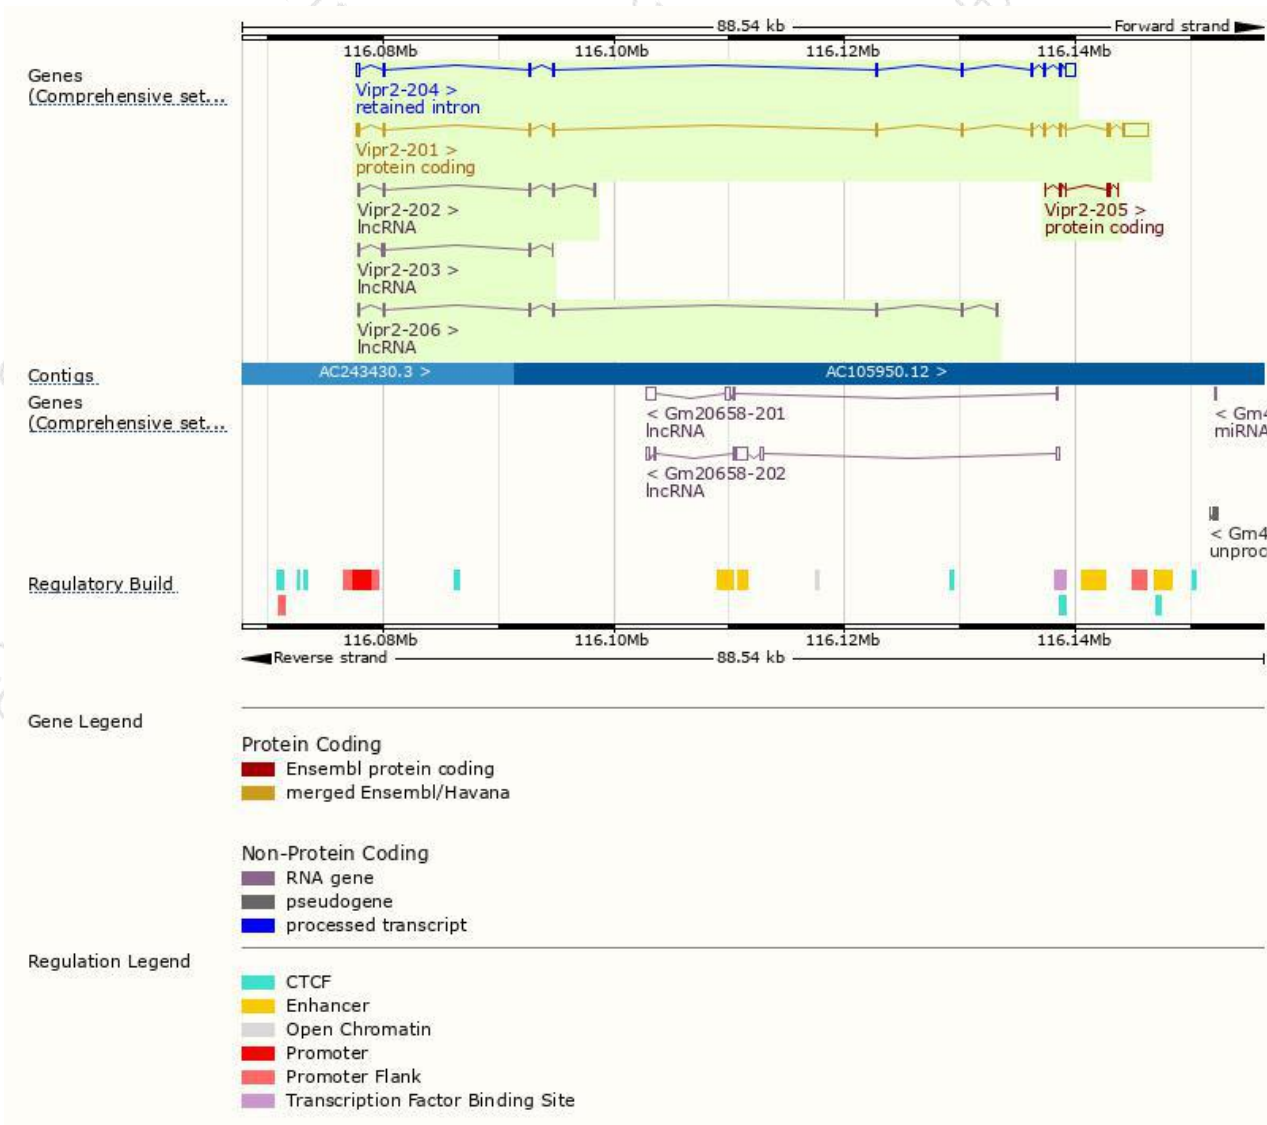 88.54 kb Forward strand
116.08Mb 116.10Mb 116.12Mb 116.14Mb
Genes
(Comprehensive set...
Vipr2-204 >
retained intron
Vipr2-201 >
protein coding
Vipr2-202 >
lncRNA
Vipr2-205 >
protein coding
Vipr2-203 >
lncRNA
Vipr2-206 >
lncRNA
Contigs
AC243430.3 > AC105950.12 >
Genes
(Comprehensive set...
< Gm20658-201
lncRNA
< Gm4
miRNA
< Gm20658-202
lncRNA
< Gm4
unproc
Regulatory Build
116.08Mb 116.10Mb 116.12Mb 116.14Mb
Reverse strand 88.54 kb
Gene Legend
Protein Coding
Ensembl protein coding
merged Ensembl/Havana
Non-Protein Coding
RNA gene
pseudogene
processed transcript
Regulation Legend
CTCF
Enhancer
Open Chromatin
Promoter
Promoter Flank
Transcription Factor Binding Site